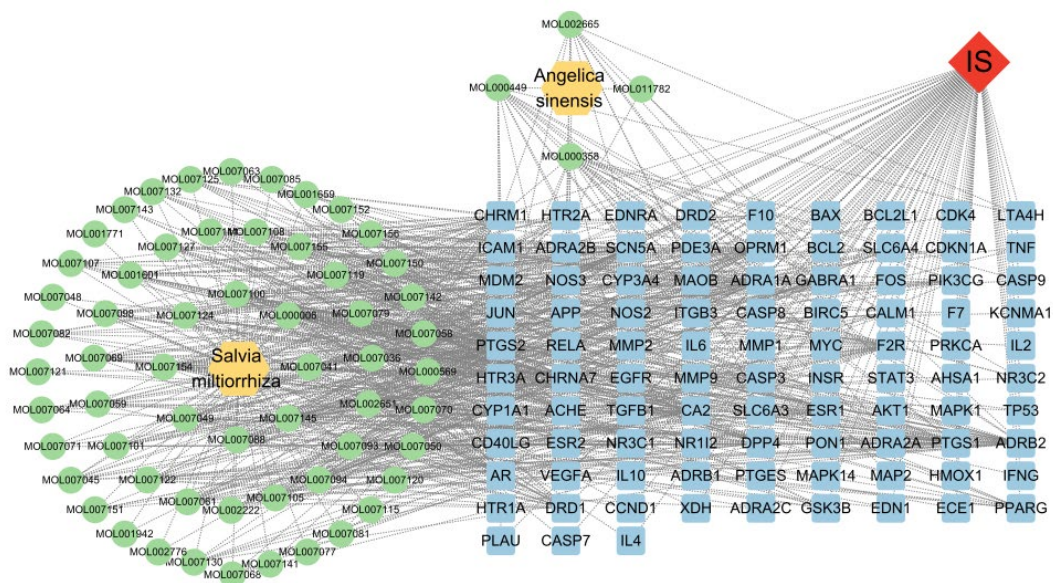 MOL002665
IS
Angelica
sinensis
MOL000449
MOL011782
MOL000358
MOL007063
MOL007125
MOL007085
MOL007132
MOL001659
MOL007143
MOL007152
MOL001771
MOL007108
MOL007156
MOL007127
MOL007155
MOL007107
MOL001601
MOL007119
MOL007150
MOL007048
MOL007100
MOL007142
MOL007098
MOL007124
MOL007079
MOL007082
MOL007058
Salvia
miltiorrhiza
MOL007069
MOL007154
MOL007041
MOL007036
MOL007121
MOL000569
MOL007064
MOL007059
MOL007049
MOL007145
MOL002651
MOL007070
MOL007071
MOL007101
MOL007088
MOL007093
MOL007050
MOL007045
MOL007122
MOL007094
MOL007120
MOL007151
MOL007061
MOL002222
MOL007105
MOL007115
MOL001942
MOL007081
MOL002776
MOL007130
MOL007068
MOL007141
MOL007077
CHRM1 HTR2A EDNRA DRD2 F10 BAX BCL2L1 CDK4 LTA4H
ICAM1 ADRA2B SCN5A PDE3A OPRM1 BCL2 SLC6A4 CDKN1A TNF
MDM2 NOS3 CYP3A4 MAOB ADRA1A GABRA1 FOS PIK3CG CASP9
JUN APP NOS2 ITGB3 CASP8 BIRC5 CALM1 F7 KCNMA1
PTGS2 RELA MMP2 IL6 MMP1 MYC F2R PRKCA IL2
HTR3A CHRNA7 EGFR MMP9 CASP3 INSR STAT3 AHSA1 NR3C2
CYP1A1 ACHE TGFB1 CA2 SLC6A3 ESR1 AKT1 MAPK1 TP53
CD40LG ESR2 NR3C1 NR1I2 DPP4 PON1 ADRA2A PTGS1 ADRB2
AR VEGFA IL10 ADRB1 PTGES MAPK14 MAP2 HMOX1 IFNG
HTR1A DRD1 CCND1 XDH ADRA2C GSK3B EDN1 ECE1 PPARG
PLAU CASP7 IL4